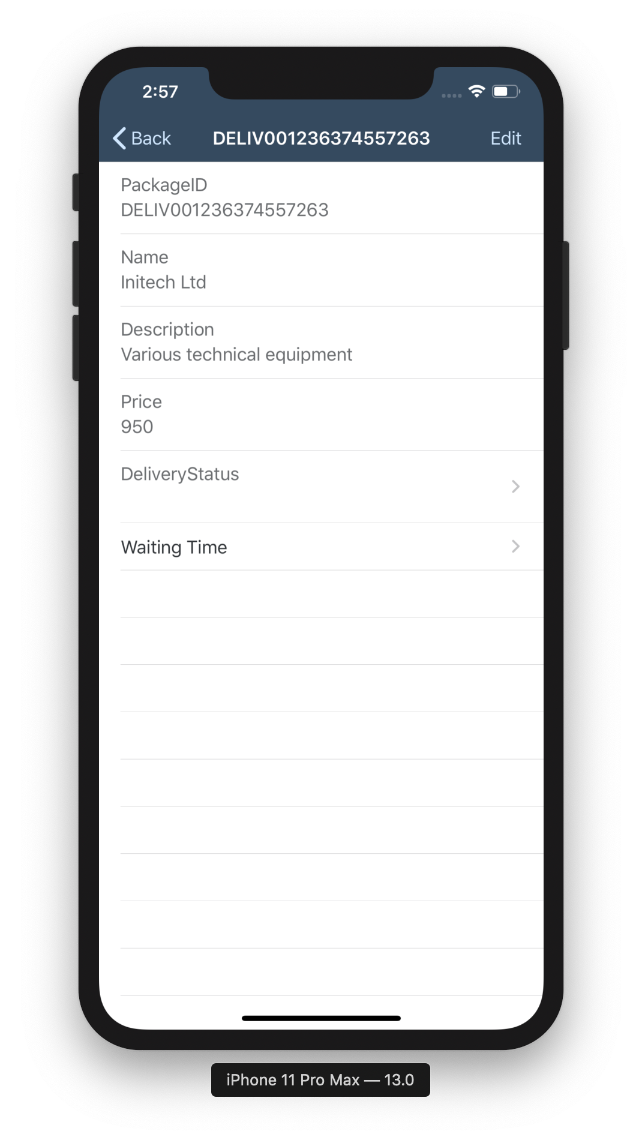 2:57
Back DELIV001236374557263 Edit
PackageID
DELIV001236374557263
Name
Initech Ltd
Description
Various technical equipment
Price
950
DeliveryStatus
Waiting Time
iPhone 11 Pro Max — 13.0